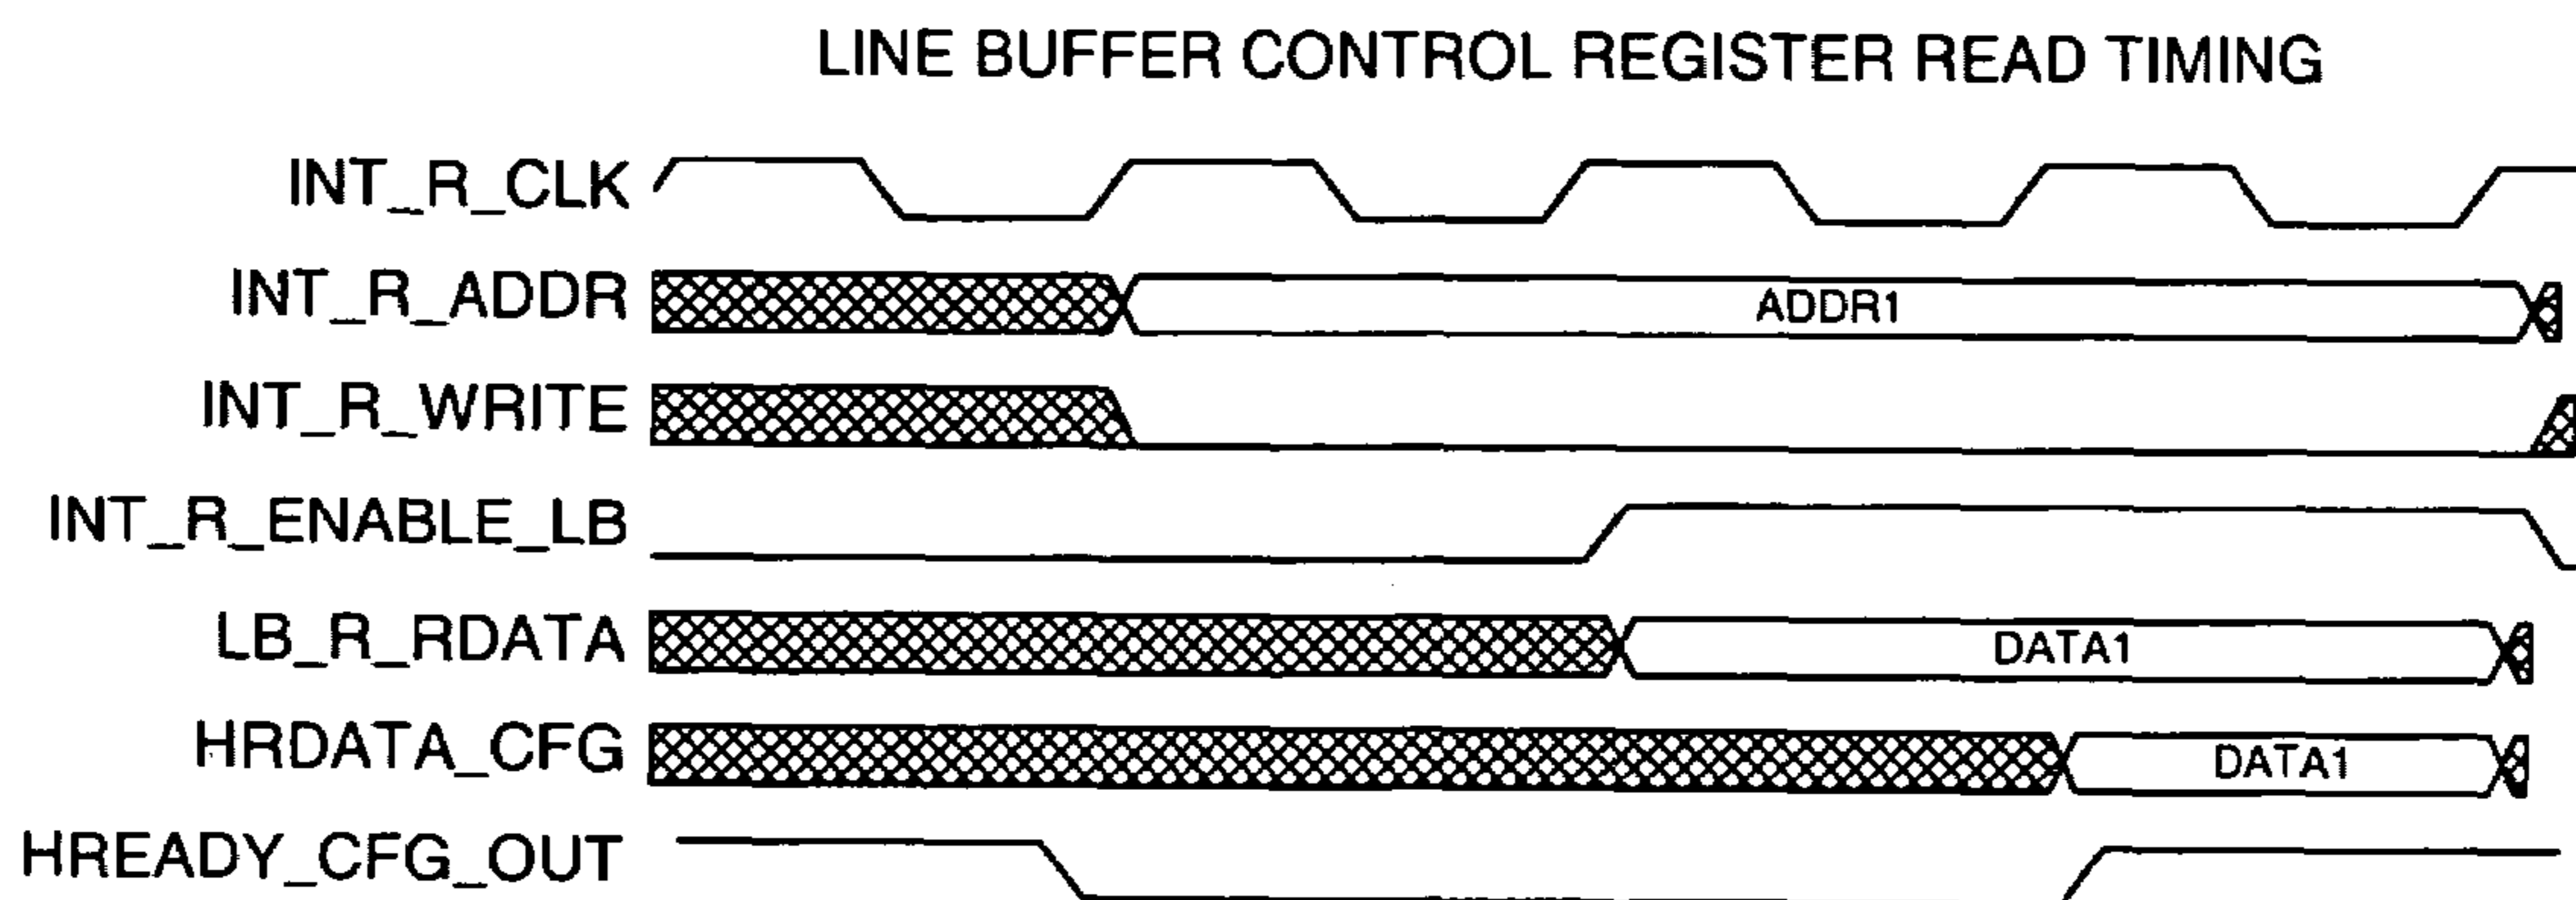 LINE BUFFER CONTROL REGISTER READ TIMING
INT_R_CLK
INT_R_ADDR
ADDR1
INT_R_WRITE
INT_R_ENABLE_LB
LB_R_RDATA
DATA1
HRDATA_CFG
DATA1
HREADY_CFG_OUT